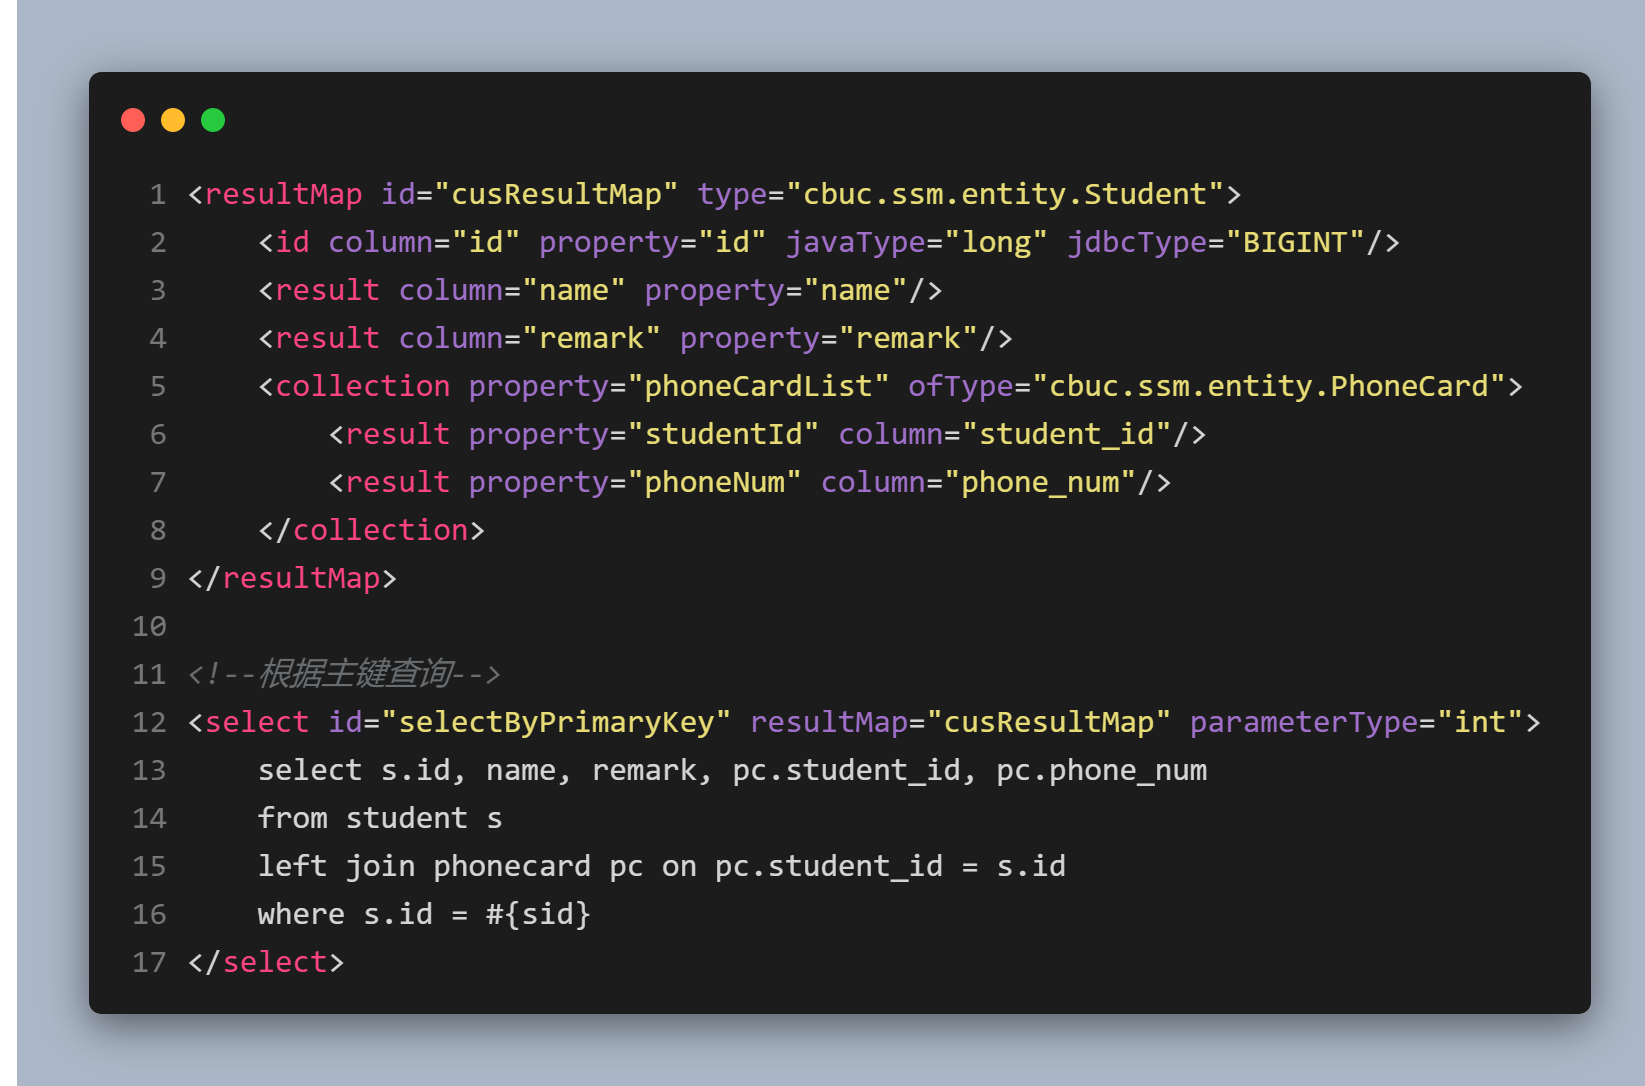 1 <resultMap id="cusResultMap" type="cbuc.ssm.entity.Student">
2     <id column="id" property="id" javaType="long" jdbcType="BIGINT"/>
3     <result column="name" property="name"/>
4     <result column="remark" property="remark"/>
5     <collection property="phoneCardList" ofType="cbuc.ssm.entity.PhoneCard">
6         <result property="studentId" column="student_id"/>
7         <result property="phoneNum" column="phone_num"/>
8     </collection>
9 </resultMap>
10
11 <!--根据主键查询-->
12 <select id="selectByPrimaryKey" resultMap="cusResultMap" parameterType="int">
13     select s.id, name, remark, pc.student_id, pc.phone_num
14     from student s
15     left join phonecard pc on pc.student_id = s.id
16     where s.id = #{sid}
17 </select>